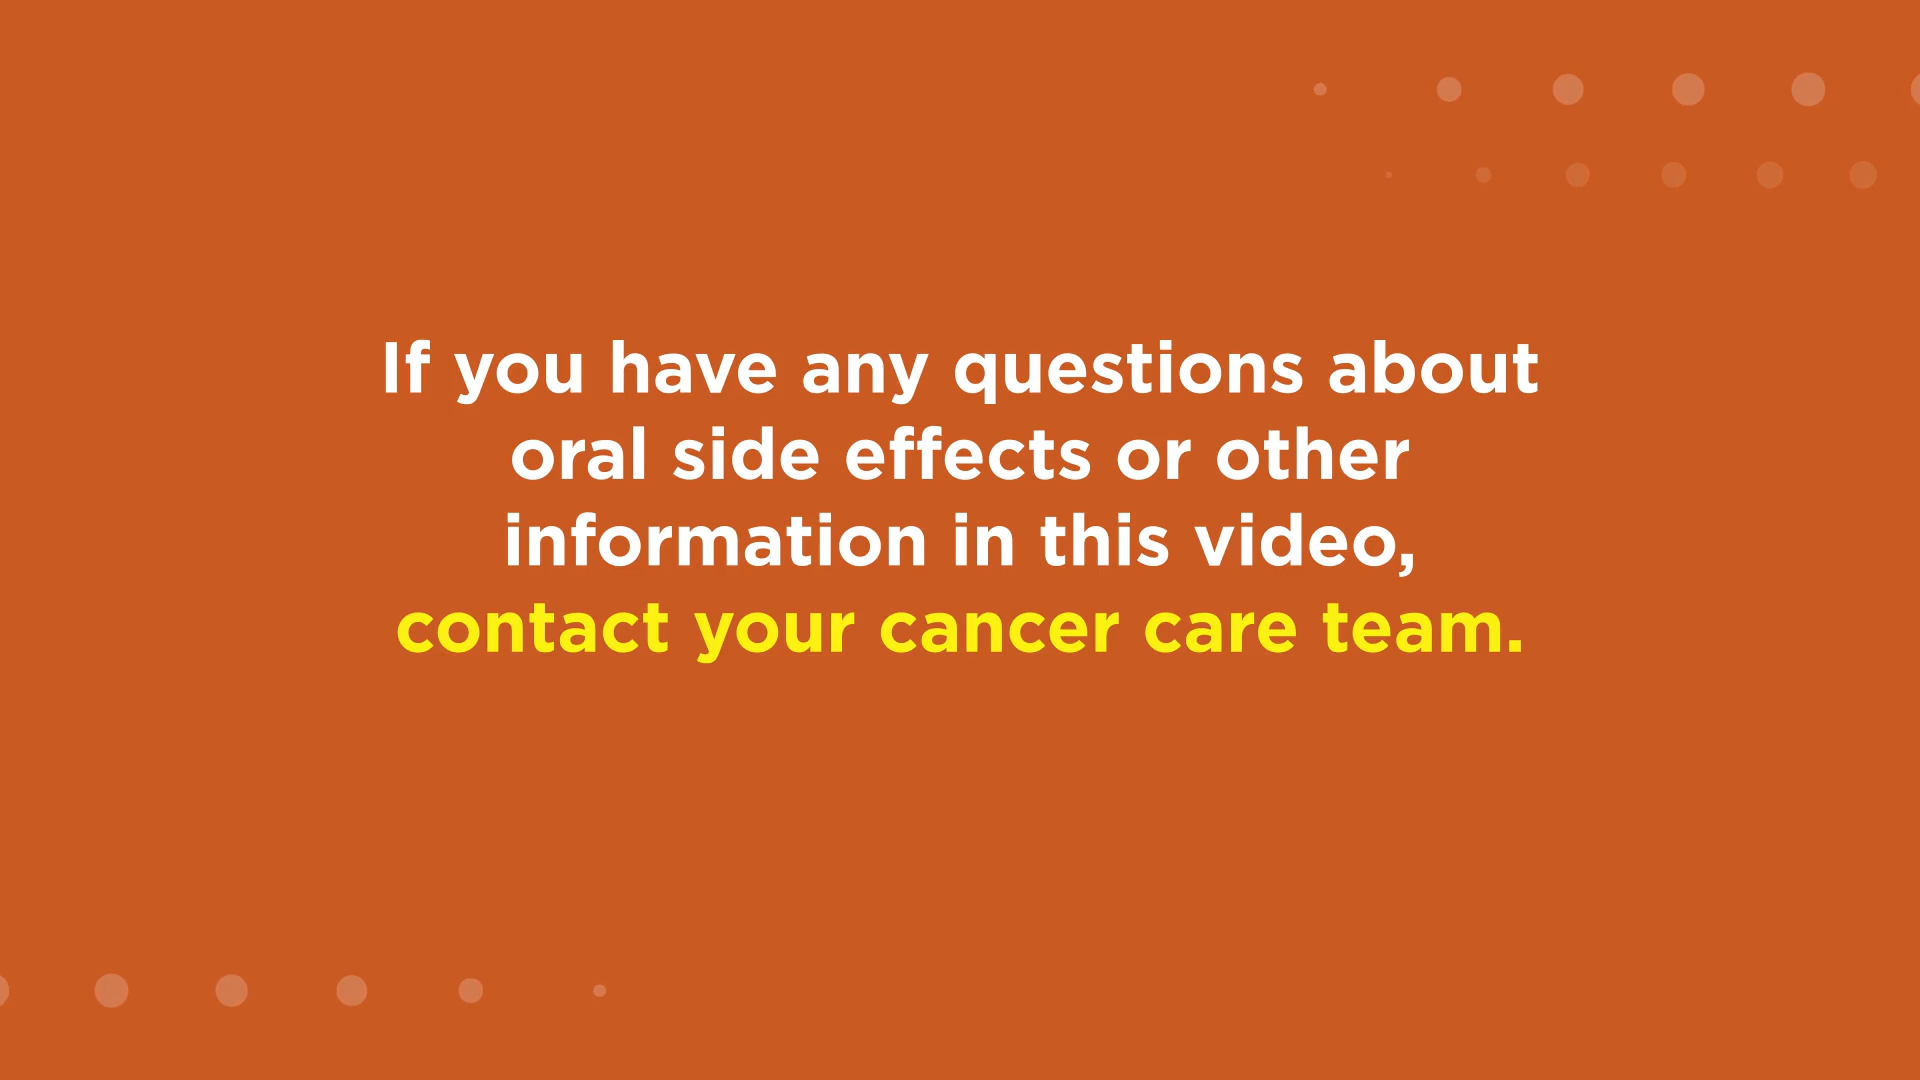 If you have any questions about
oral side effects or other
information in this video,
contact your cancer care team.